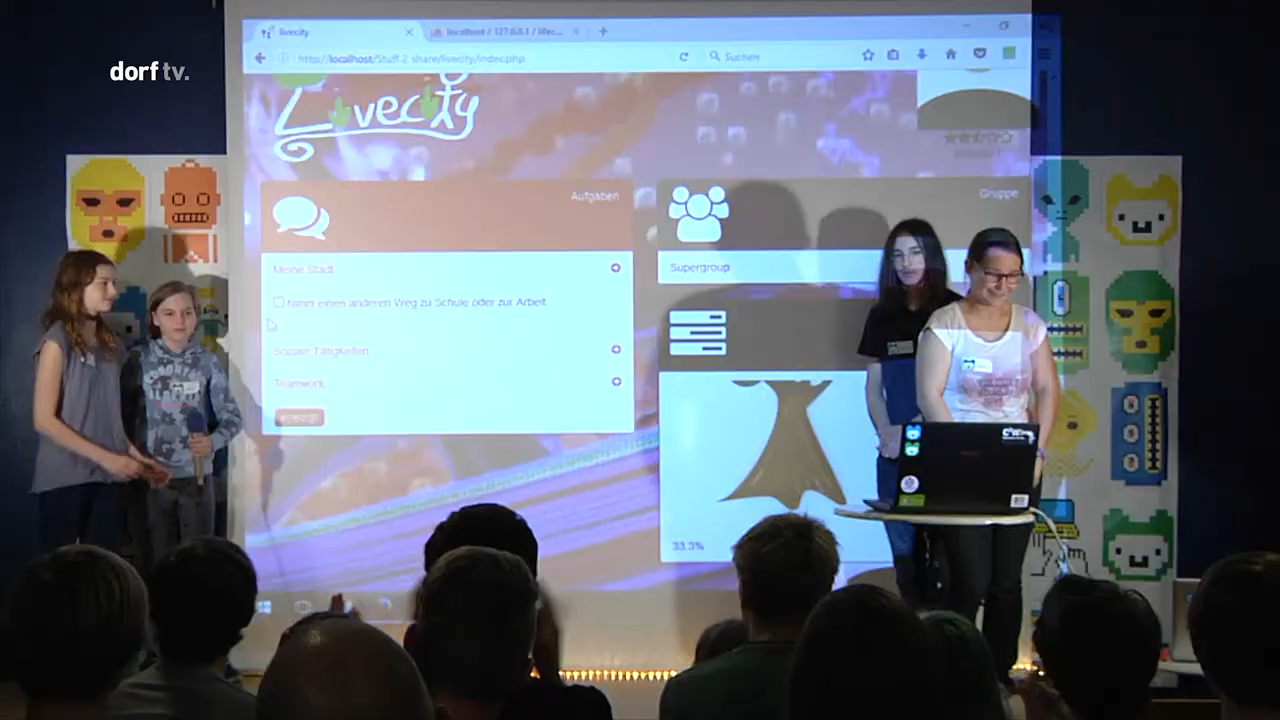 dorf tv.
livecity
localhost / 127.0.0.1 /
http://localhost/Stuff 2 share/livecity/index.php
Suchen
Livecity
Aufgaben
Gruppe
Meine Stadt
Supergroup
Nimm einen anderen Weg zu Schule oder zur Arbeit
Soziale Tätigkeiten
Teamwork
33.3%